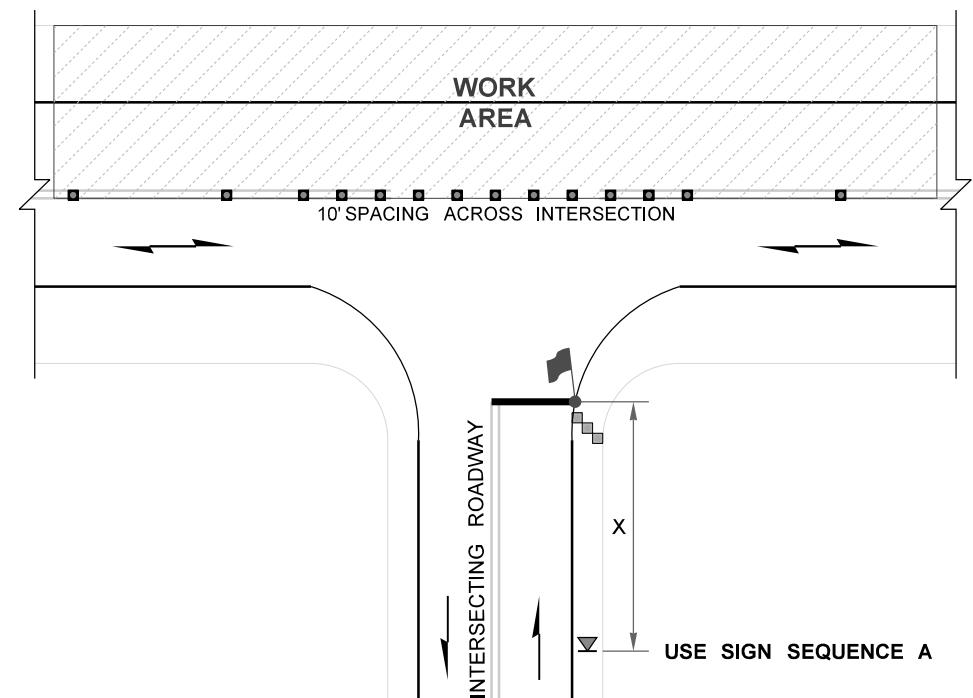 WORK
AREA
10' SPACING ACROSS INTERSECTION
INTERSECTING ROADWAY
X
USE SIGN SEQUENCE A